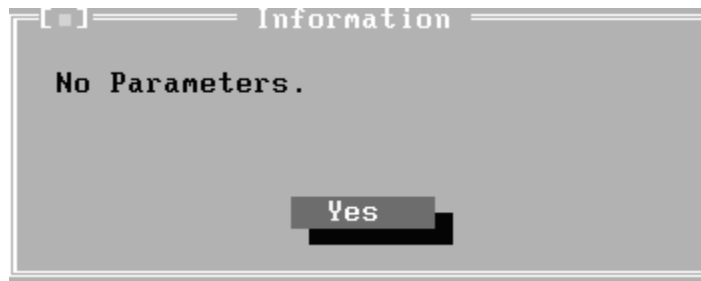 Information
No Parameters.
Yes